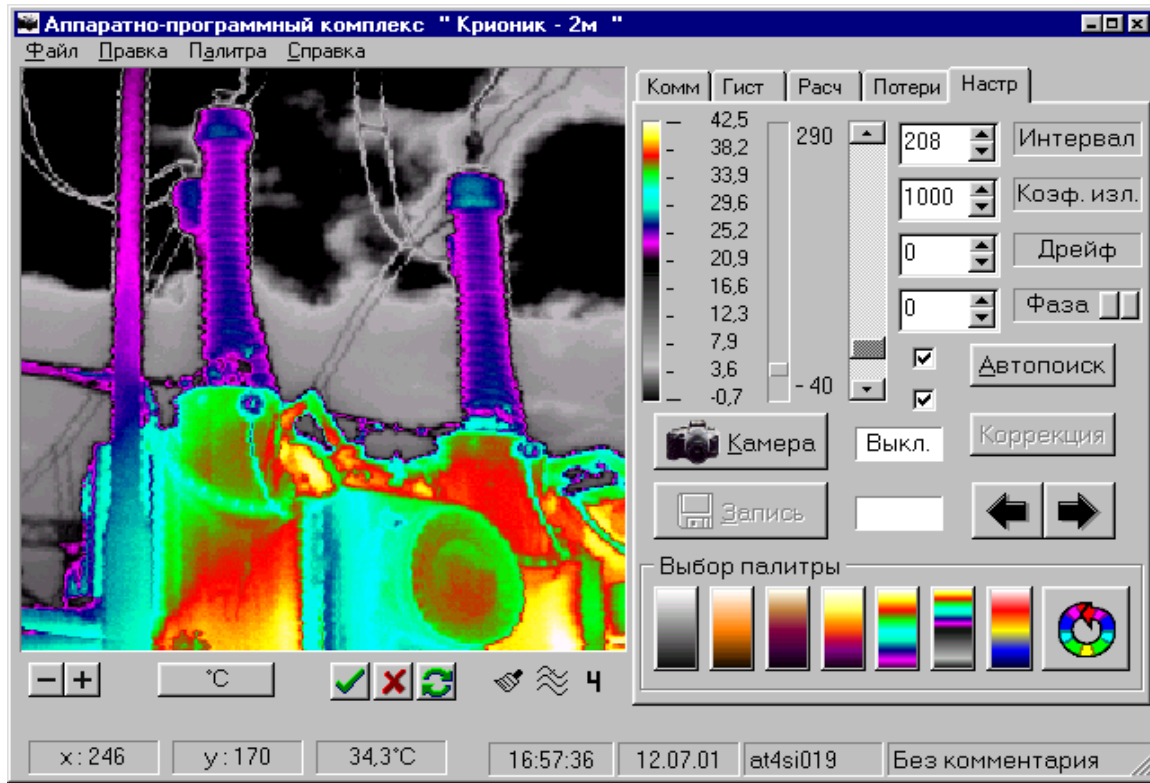 Аппаратно-программный комплекс " Крионик - 2м "
Файл Правка Палитра Справка
Комм Гист Расч Потери Настр
42,5
38,2
33,9
29,6
25,2
20,9
16,6
12,3
7,9
3,6
-0,7
290
- 40
208 Интервал
1000 Коэф. изл.
0 Дрейф
0 Фаза
Автопоиск
Камера Выкл. Коррекция
Запись
Выбор палитры
°C
Ч
x : 246 y : 170 34,3°C 16:57:36 12.07.01 at4si019 Без комментария